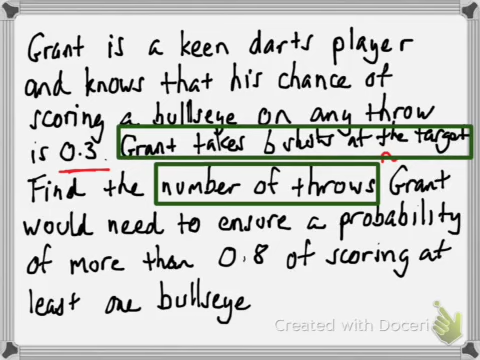 Grant is a keen darts player
and knows that his chance of
scoring a bullseye on any throw
is 0.3. Grant takes 6 shots at the target
Find the number of throws Grant
would need to ensure a probability
of more than 0.8 of scoring at
least one bullseye
Created with Doceri